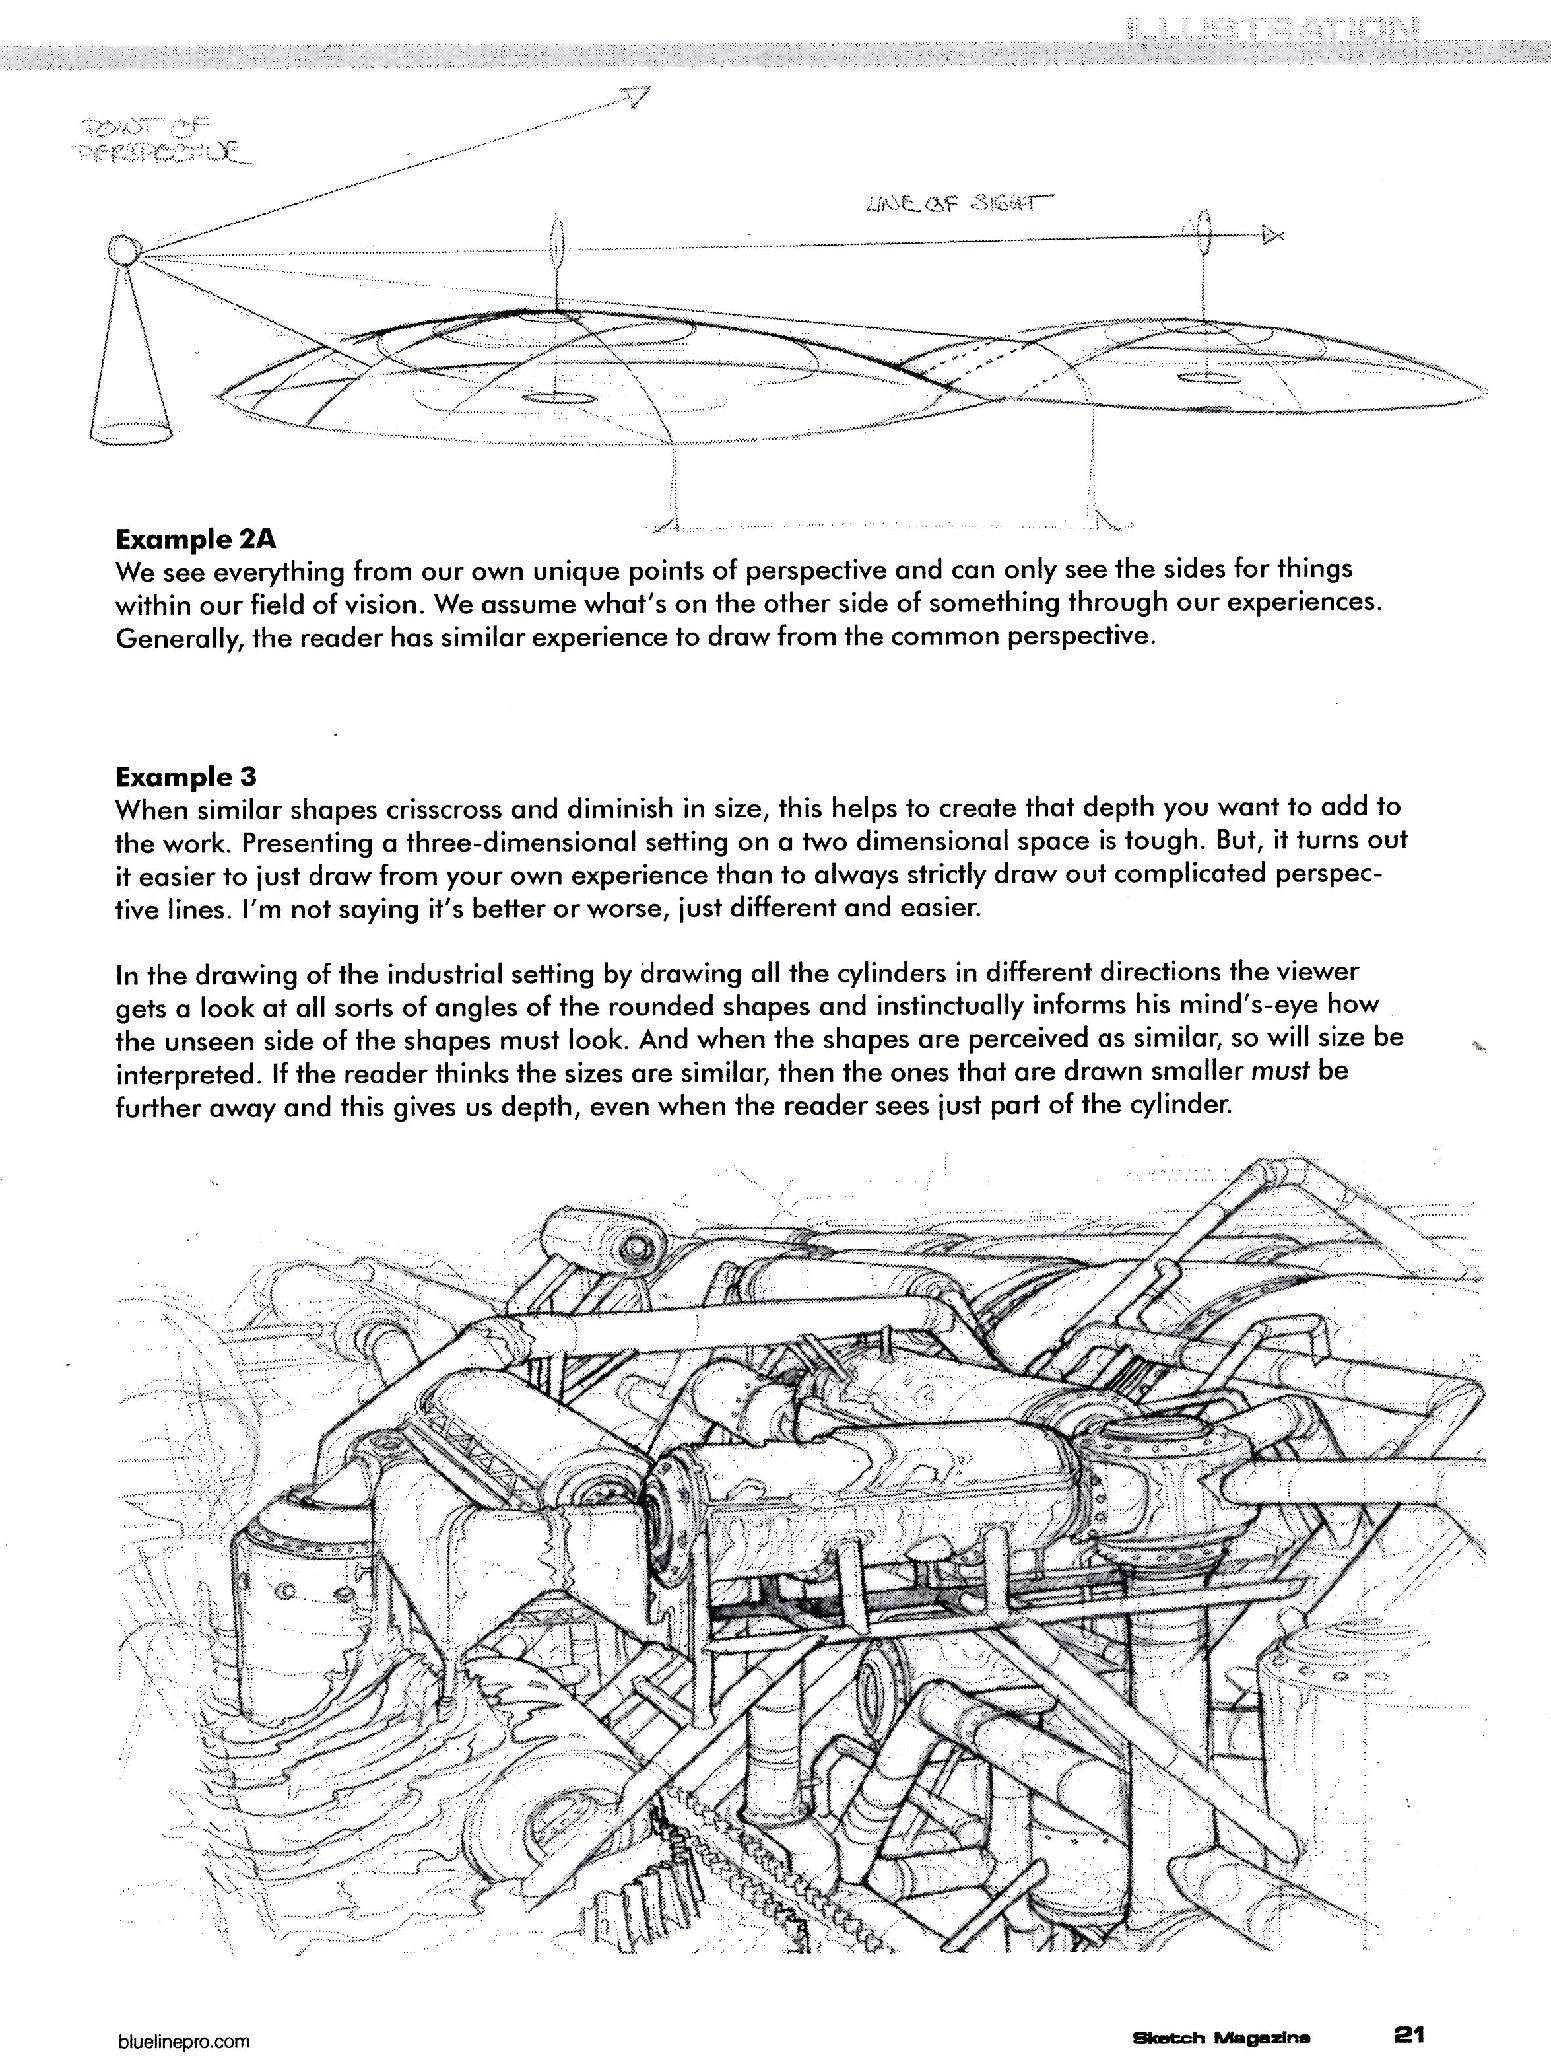 ILLUSTRATION
POINT OF
PERSPECTIVE
LINE OF SIGHT
Example 2A
We see everything from our own unique points of perspective and can only see the sides for things
within our field of vision. We assume what's on the other side of something through our experiences.
Generally, the reader has similar experience to draw from the common perspective.
Example 3
When similar shapes crisscross and diminish in size, this helps to create that depth you want to add to
the work. Presenting a three-dimensional setting on a two dimensional space is tough. But, it turns out
it easier to just draw from your own experience than to always strictly draw out complicated perspec-
tive lines. I'm not saying it's better or worse, just different and easier.
In the drawing of the industrial setting by drawing all the cylinders in different directions the viewer
gets a look at all sorts of angles of the rounded shapes and instinctually informs his mind's-eye how
the unseen side of the shapes must look. And when the shapes are perceived as similar, so will size be
interpreted. If the reader thinks the sizes are similar, then the ones that are drawn smaller must be
further away and this gives us depth, even when the reader sees just part of the cylinder.
bluelinepro.com
Sketch Magazine
21